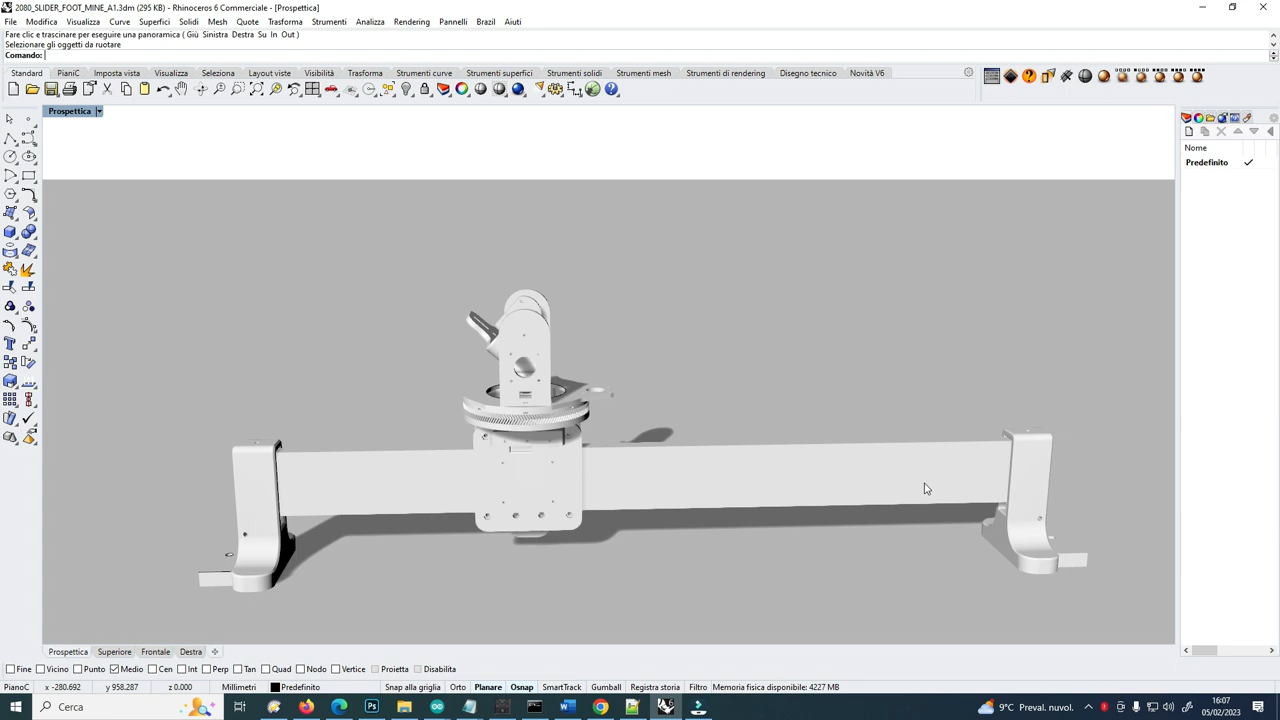 2080_SLIDER_FOOT_MINE_A1.3dm (295 KB) - Rhinoceros 6 Commerciale - [Prospettica]
File Modifica Visualizza Curve Superfici Solidi Mesh Quote Trasforma Strumenti Analizza Rendering Pannelli Brazil Aiuti
Fare clic e trascinare per eseguire una panoramica ( Giù Sinistra Destra Su In Out )
Selezionare gli oggetti da ruotare
Comando:
Standard PianiC Imposta vista Visualizza Seleziona Layout viste Visibilità Trasforma Strumenti curve Strumenti superfici Strumenti solidi Strumenti mesh Strumenti di rendering Disegno tecnico Novità V6
Prospettica
Nome
Predefinito
Prospettica Superiore Frontale Destra
Fine Vicino Punto Medio Cen Int Perp Tan Quad Nodo Vertice Proietta Disabilita
PianoC x -280.692 y 958.287 z 0.000 Millimetri Predefinito Snap alla griglia Orto Planare Osnap SmartTrack Gumball Registra storia Filtro Memoria fisica disponibile: 4227 MB
Cerca 9°C Preval. nuvol. 16:07
05/02/2023